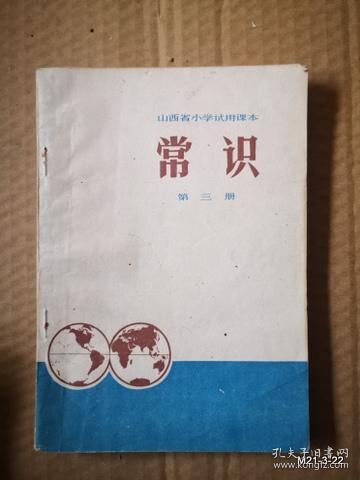 山西省小学试用课本
常识
第三册
孔夫子旧书网
M21-3-22
book.kongfz.com